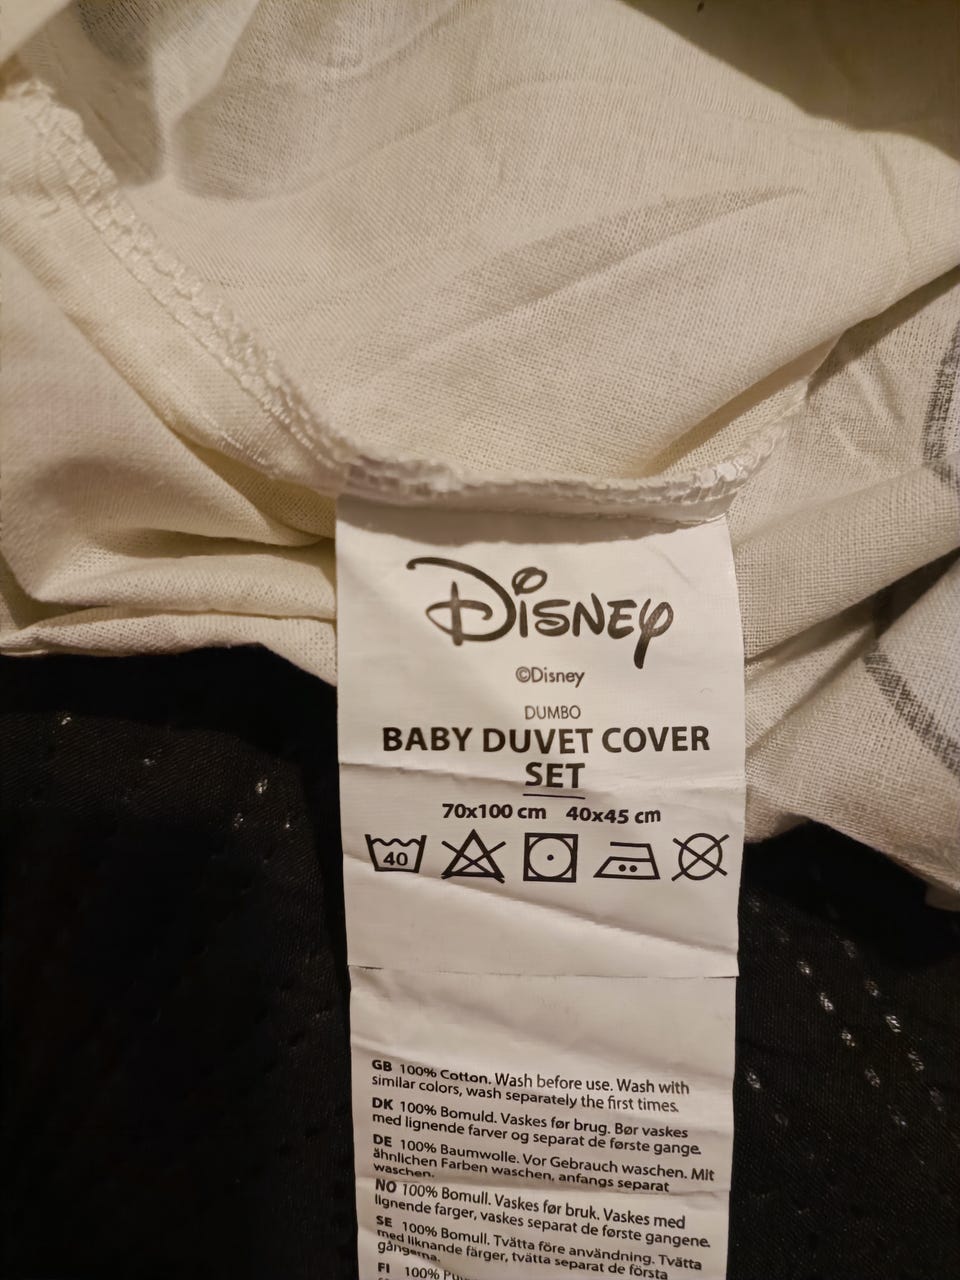 Disney
©Disney
DUMBO
BABY DUVET COVER
SET
70x100 cm 40x45 cm
40
GB 100% Cotton. Wash before use. Wash with
similar colors, wash separately the first times.
DK 100% Bomuld. Vaskes før brug. Bør vaskes
med lignende farver og separat de første gange.
DE 100% Baumwolle. Vor Gebrauch waschen. Mit
ähnlichen Farben waschen, anfangs separat
waschen.
NO 100% Bomull. Vaskes før bruk. Vaskes med
lignende farger, vaskes separat de første gangene.
SE 100% Bomull. Tvätta före användning. Tvätta
med liknande färger, tvätta separat de första
gångerna.
FI 100%